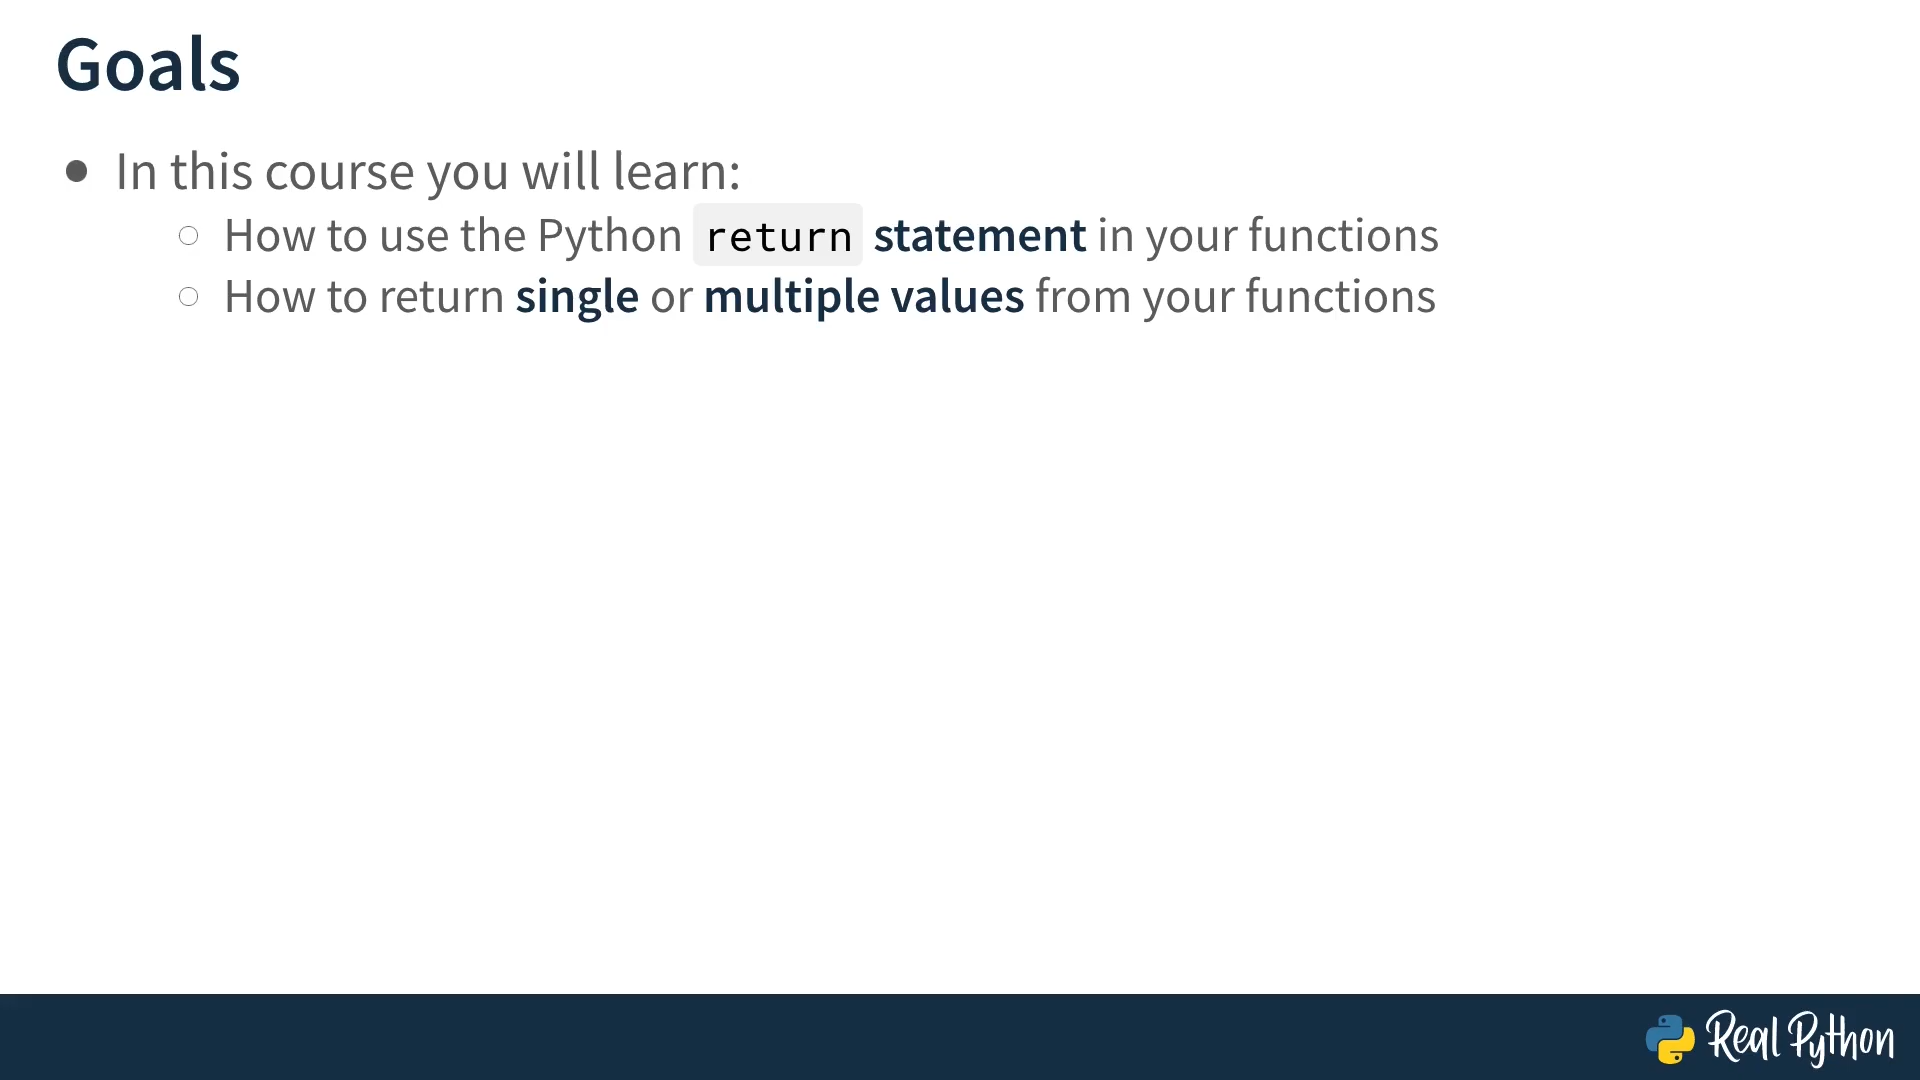 Goals
In this course you will learn:
How to use the Python return statement in your functions
How to return single or multiple values from your functions
Real Python